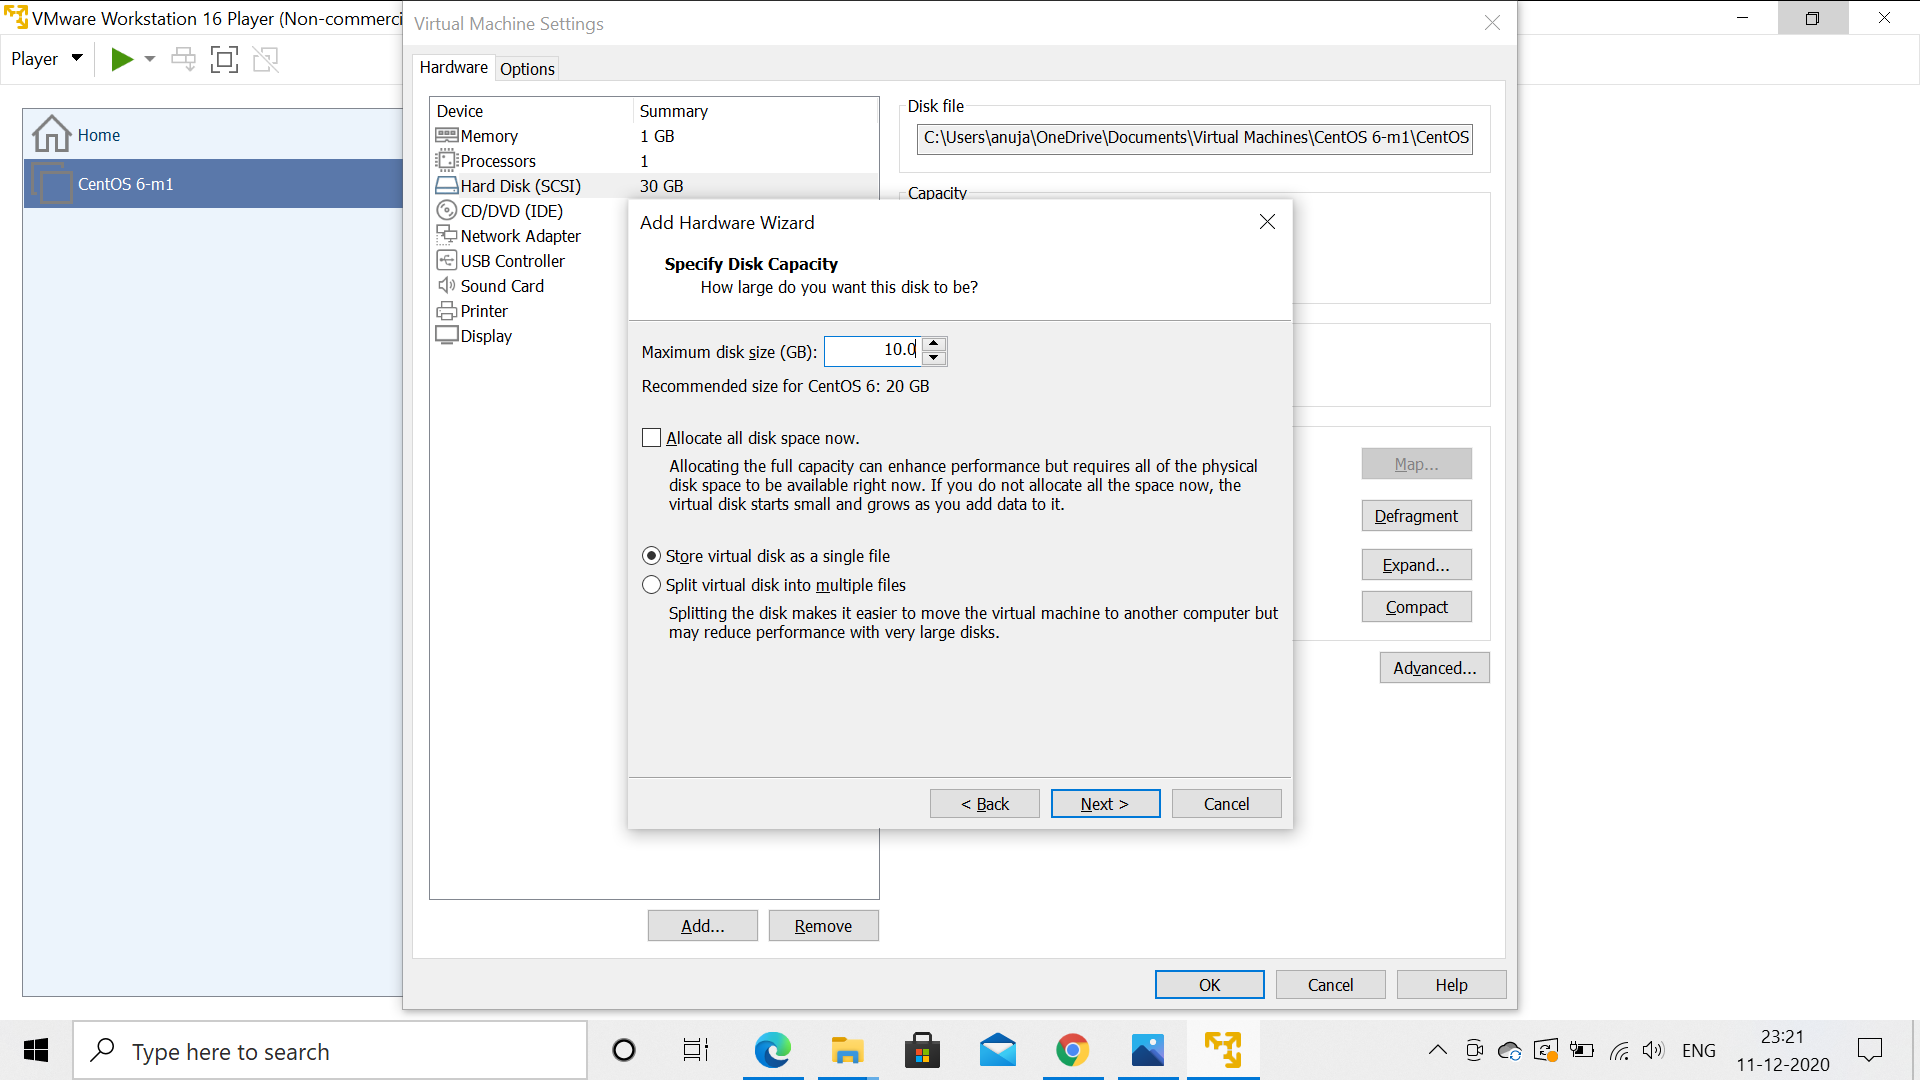 VMware Workstation 16 Player (Non-commerci
Player
Home
CentOS 6-m1
Virtual Machine Settings
Hardware
Options
Device Summary
Memory 1 GB
Processors 1
Hard Disk (SCSI) 30 GB
CD/DVD (IDE)
Network Adapter
USB Controller
Sound Card
Printer
Display
Add...
Remove
Disk file
C:\Users\anuja\OneDrive\Documents\Virtual Machines\CentOS 6-m1\CentOS
Capacity
Map...
Defragment
Expand...
Compact
Advanced...
Add Hardware Wizard
Specify Disk Capacity
How large do you want this disk to be?
Maximum disk size (GB): 10.0
Recommended size for CentOS 6: 20 GB
Allocate all disk space now.
Allocating the full capacity can enhance performance but requires all of the physical
disk space to be available right now. If you do not allocate all the space now, the
virtual disk starts small and grows as you add data to it.
Store virtual disk as a single file
Split virtual disk into multiple files
Splitting the disk makes it easier to move the virtual machine to another computer but
may reduce performance with very large disks.
< Back
Next >
Cancel
OK
Cancel
Help
Type here to search
ENG
23:21
11-12-2020